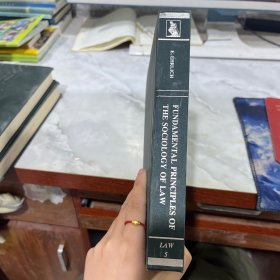 E. EHRLICH
FUNDAMENTAL PRINCIPLES OF
THE SOCIOLOGY OF LAW
LAW
5